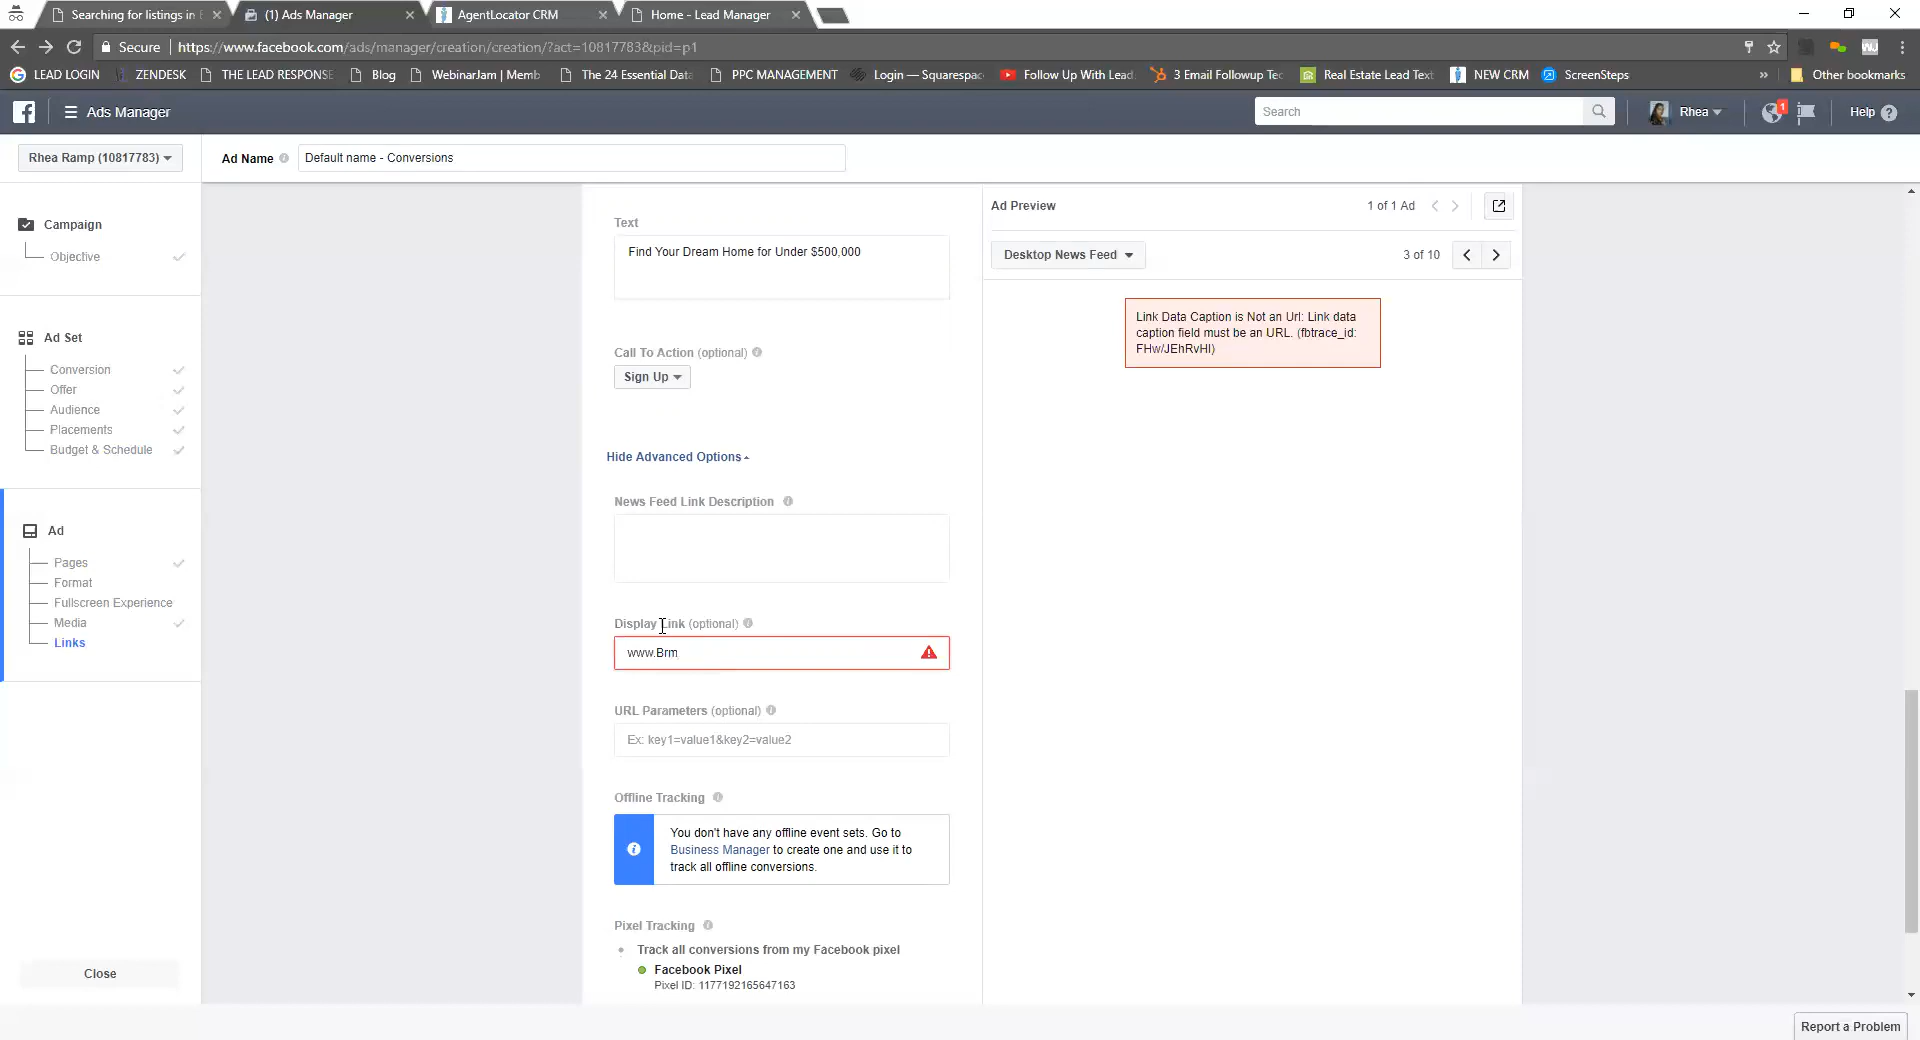 Searching for listings in E
(1) Ads Manager
AgentLocator CRM
Home - Lead Manager
Secure
https://www.facebook.com/ads/manager/creation/creation/?act=10817783&pid=p1
LEAD LOGIN
ZENDESK
THE LEAD RESPONSE
Blog
WebinarJam | Memb
The 24 Essential Data
PPC MANAGEMENT
Login — Squarespac
Follow Up With Lead
3 Email Followup Tec
Real Estate Lead Text
NEW CRM
ScreenSteps
»
Other bookmarks
Ads Manager
Search
Rhea
1
Help
Rhea Ramp (10817783)
Ad Name
Default name - Conversions
Campaign
Objective
Ad Set
Conversion
Offer
Audience
Placements
Budget & Schedule
Ad
Pages
Format
Fullscreen Experience
Media
Links
Close
Text
Find Your Dream Home for Under $500,000
Call To Action (optional)
Sign Up
Hide Advanced Options
News Feed Link Description
Display Link (optional)
www.Brm
URL Parameters (optional)
Ex: key1=value1&key2=value2
Offline Tracking
You don't have any offline event sets. Go to
Business Manager to create one and use it to
track all offline conversions.
Pixel Tracking
Track all conversions from my Facebook pixel
Facebook Pixel
Pixel ID: 1177192165647163
Ad Preview
1 of 1 Ad
Desktop News Feed
3 of 10
Link Data Caption is Not an Url: Link data
caption field must be an URL. (fbtrace_id:
FHw/JEhRvHl)
Report a Problem